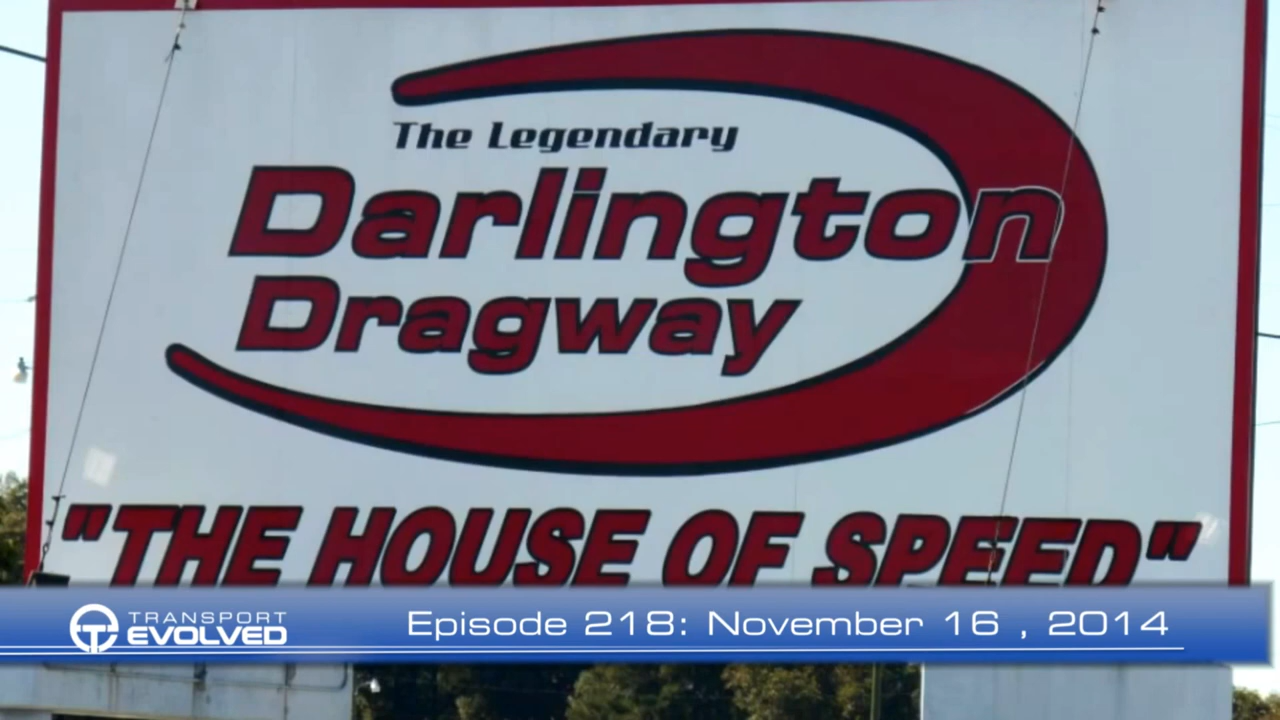 The Legendary
Darlington
Dragway
"THE HOUSE OF SPEED"
TRANSPORT
EVOLVED
Episode 218: November 16 , 2014